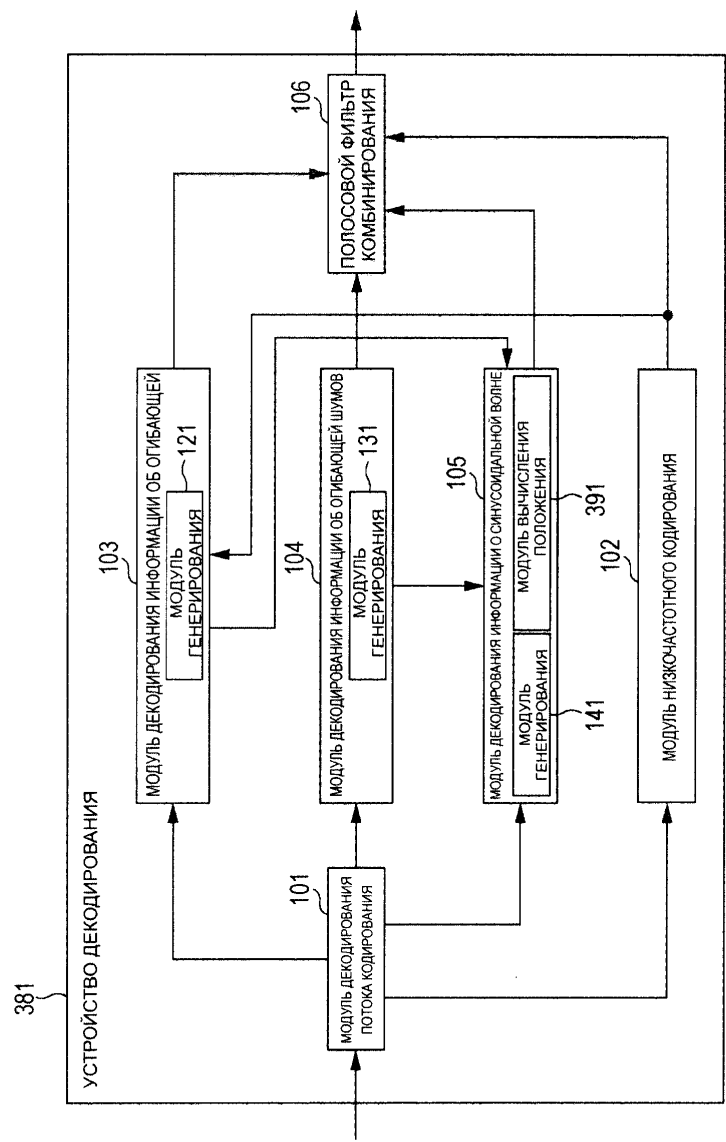 381
УСТРОЙСТВО ДЕКОДИРОВАНИЯ
101
МОДУЛЬ ДЕКОДИРОВАНИЯ
ПОТОКА КОДИРОВАНИЯ
103
МОДУЛЬ ДЕКОДИРОВАНИЯ ИНФОРМАЦИИ ОБ ОГИБАЮЩЕЙ
МОДУЛЬ
ГЕНЕРИРОВАНИЯ
121
104
МОДУЛЬ ДЕКОДИРОВАНИЯ ИНФОРМАЦИИ ОБ ОГИБАЮЩЕЙ ШУМОВ
МОДУЛЬ
ГЕНЕРИРОВАНИЯ
131
105
МОДУЛЬ ДЕКОДИРОВАНИЯ ИНФОРМАЦИИ О СИНУСОИДАЛЬНОЙ ВОЛНЕ
МОДУЛЬ
ГЕНЕРИРОВАНИЯ
141
МОДУЛЬ ВЫЧИСЛЕНИЯ
ПОЛОЖЕНИЯ
391
102
МОДУЛЬ НИЗКОЧАСТОТНОГО КОДИРОВАНИЯ
106
ПОЛОСОВОЙ ФИЛЬТР
КОМБИНИРОВАНИЯ